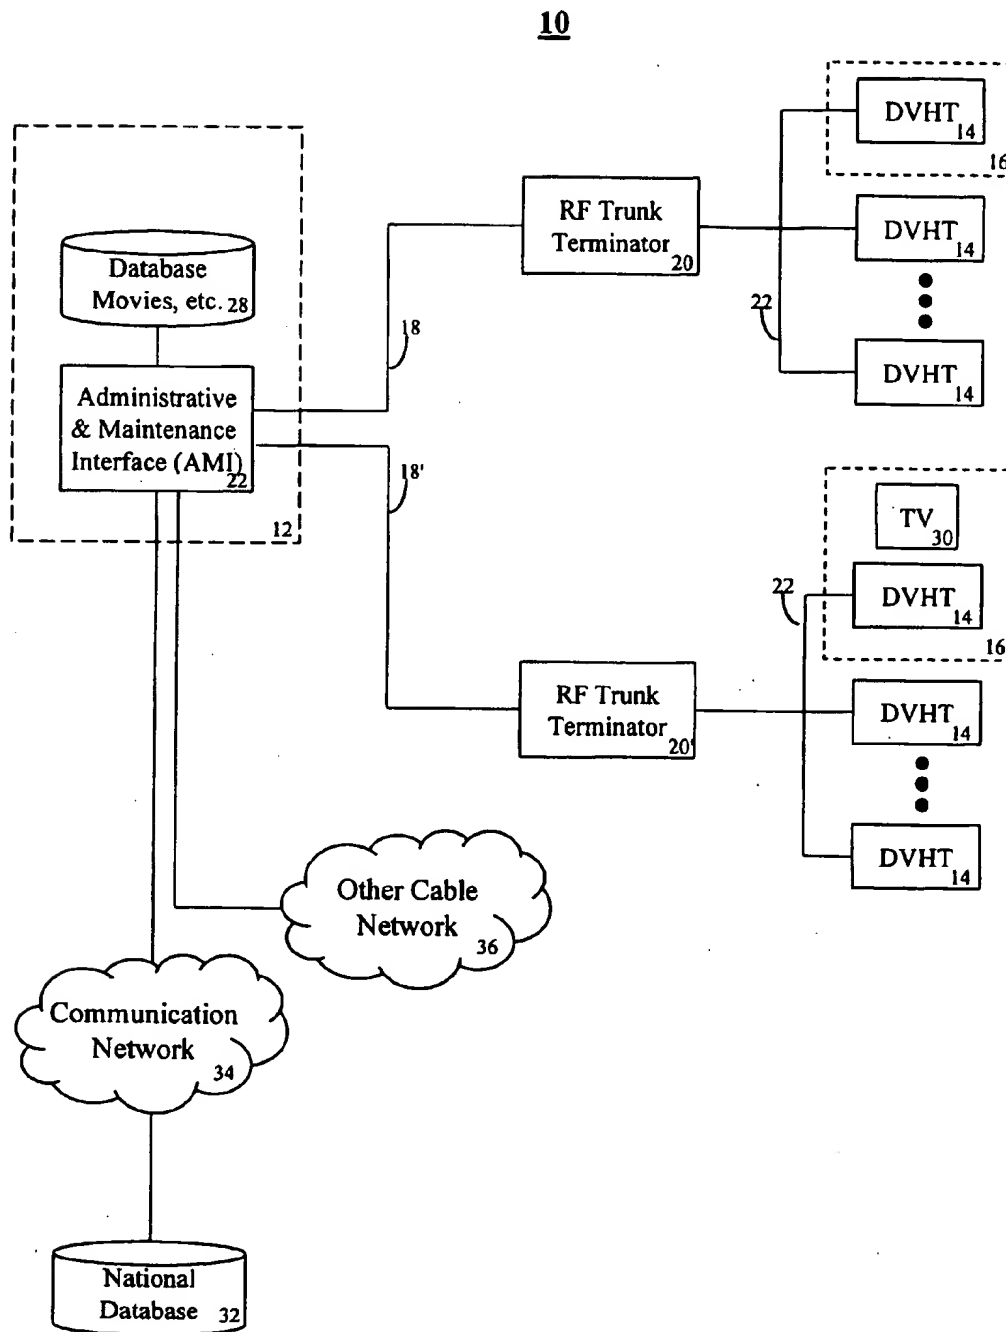 10
DVHT
14
16
RF Trunk
Terminator
20
DVHT
14
Database
Movies, etc.
28
22
18
DVHT
14
Administrative
& Maintenance
Interface (AMI)
22
18'
12
TV
30
22
DVHT
14
16
RF Trunk
Terminator
20'
DVHT
14
DVHT
14
Other Cable
Network
36
Communication
Network
34
National
Database
32